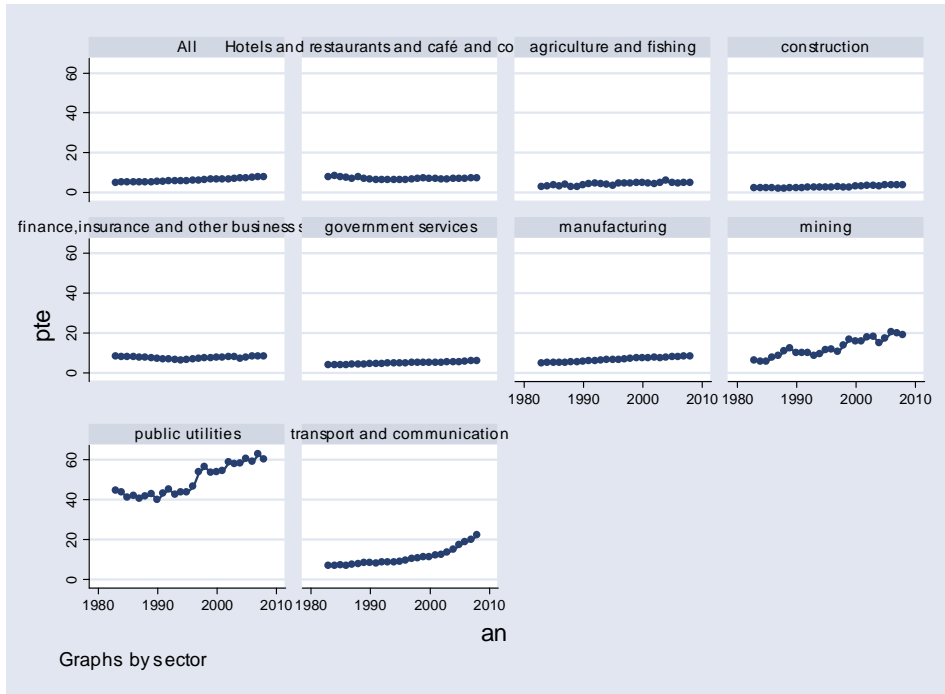 All
Hotels and restaurants and café and co
agriculture and fishing
construction
60
40
20
0
finance,insurance and other business s
government services
manufacturing
mining
60
40
20
0
1980 1990 2000 2010
1980 1990 2000 2010
public utilities
transport and communication
60
40
20
0
1980 1990 2000 2010
1980 1990 2000 2010
pte
an
Graphs by sector